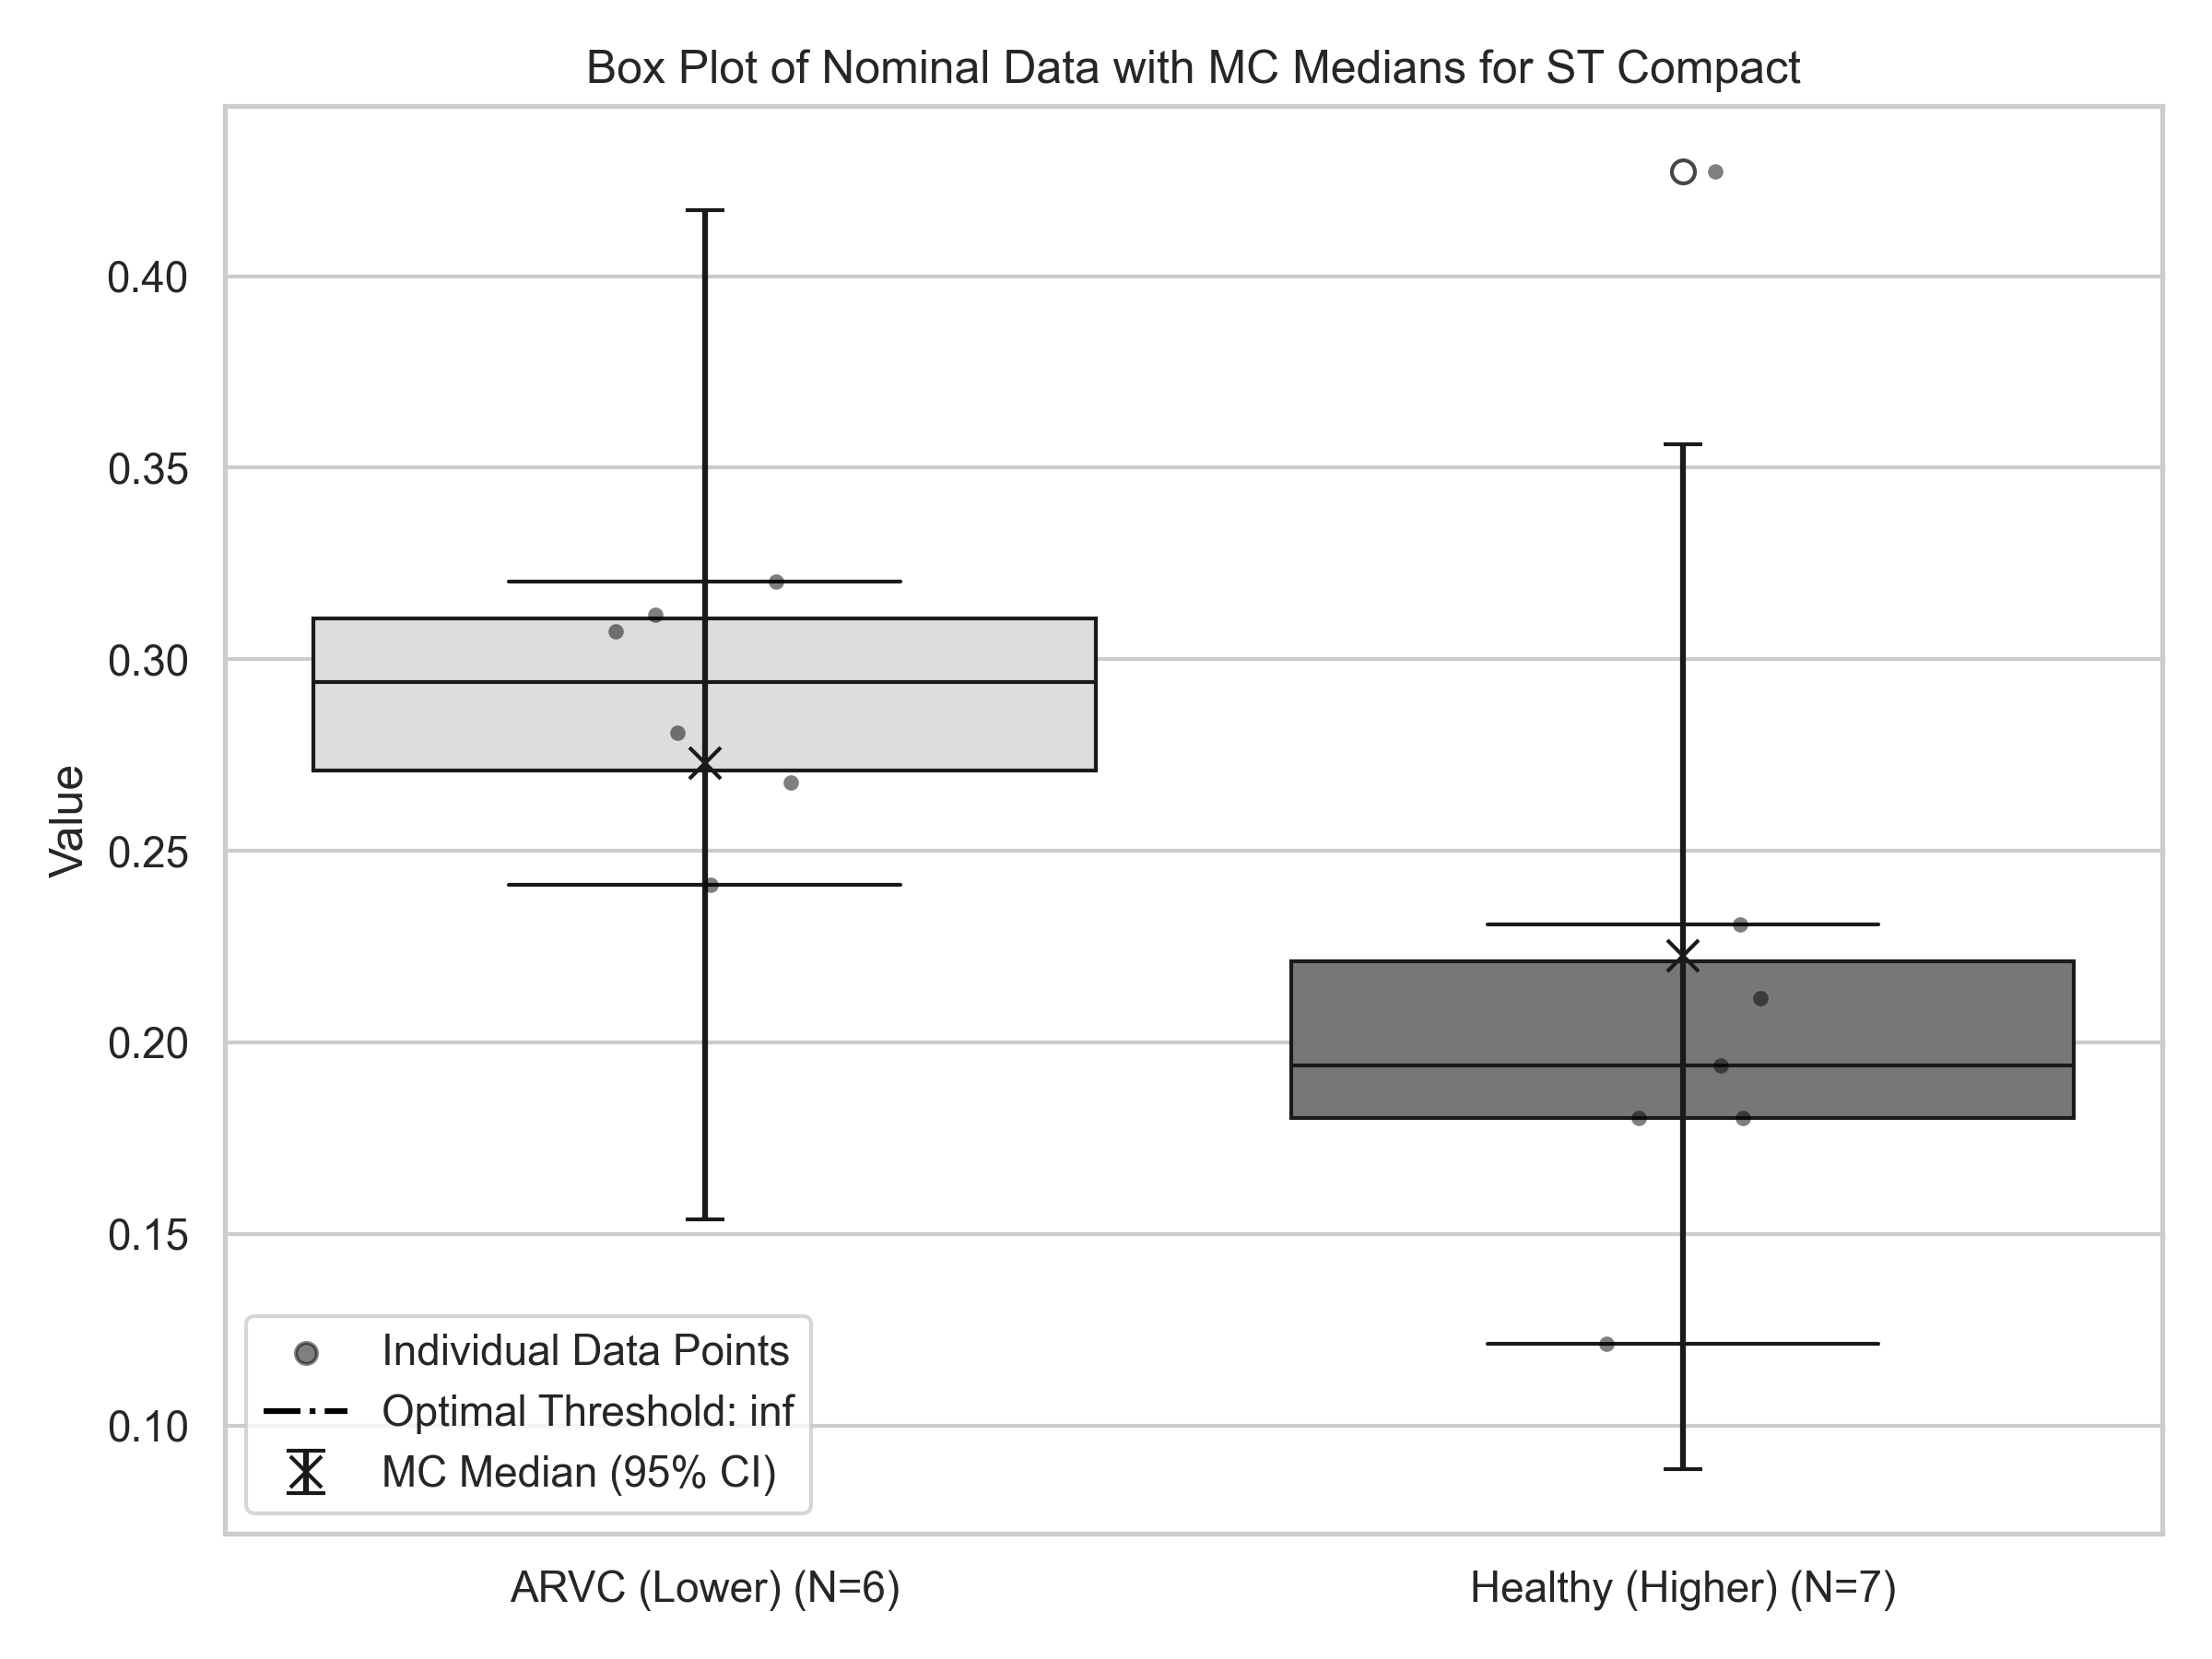 Box Plot of Nominal Data with MC Medians for ST Compact
Value
0.40
0.35
0.30
0.25
0.20
0.15
0.10
Individual Data Points
Optimal Threshold: inf
MC Median (95% CI)
ARVC (Lower) (N=6)
Healthy (Higher) (N=7)